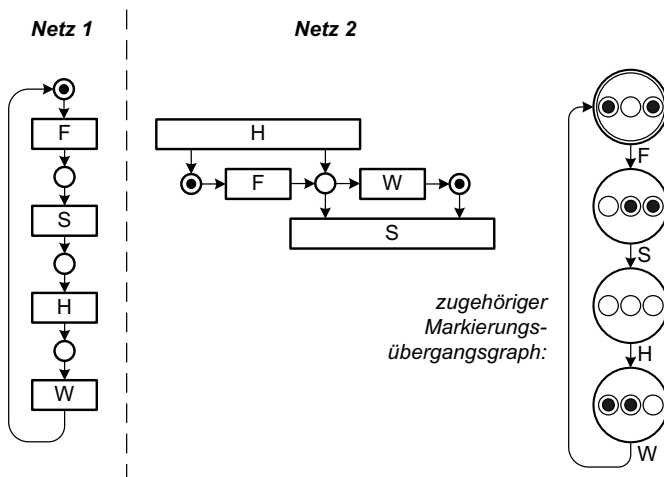 Netz 1
Netz 2
F
S
H
W
H
F
W
S
zugehöriger
Markierungs-
übergangsgraph:
F
S
H
W